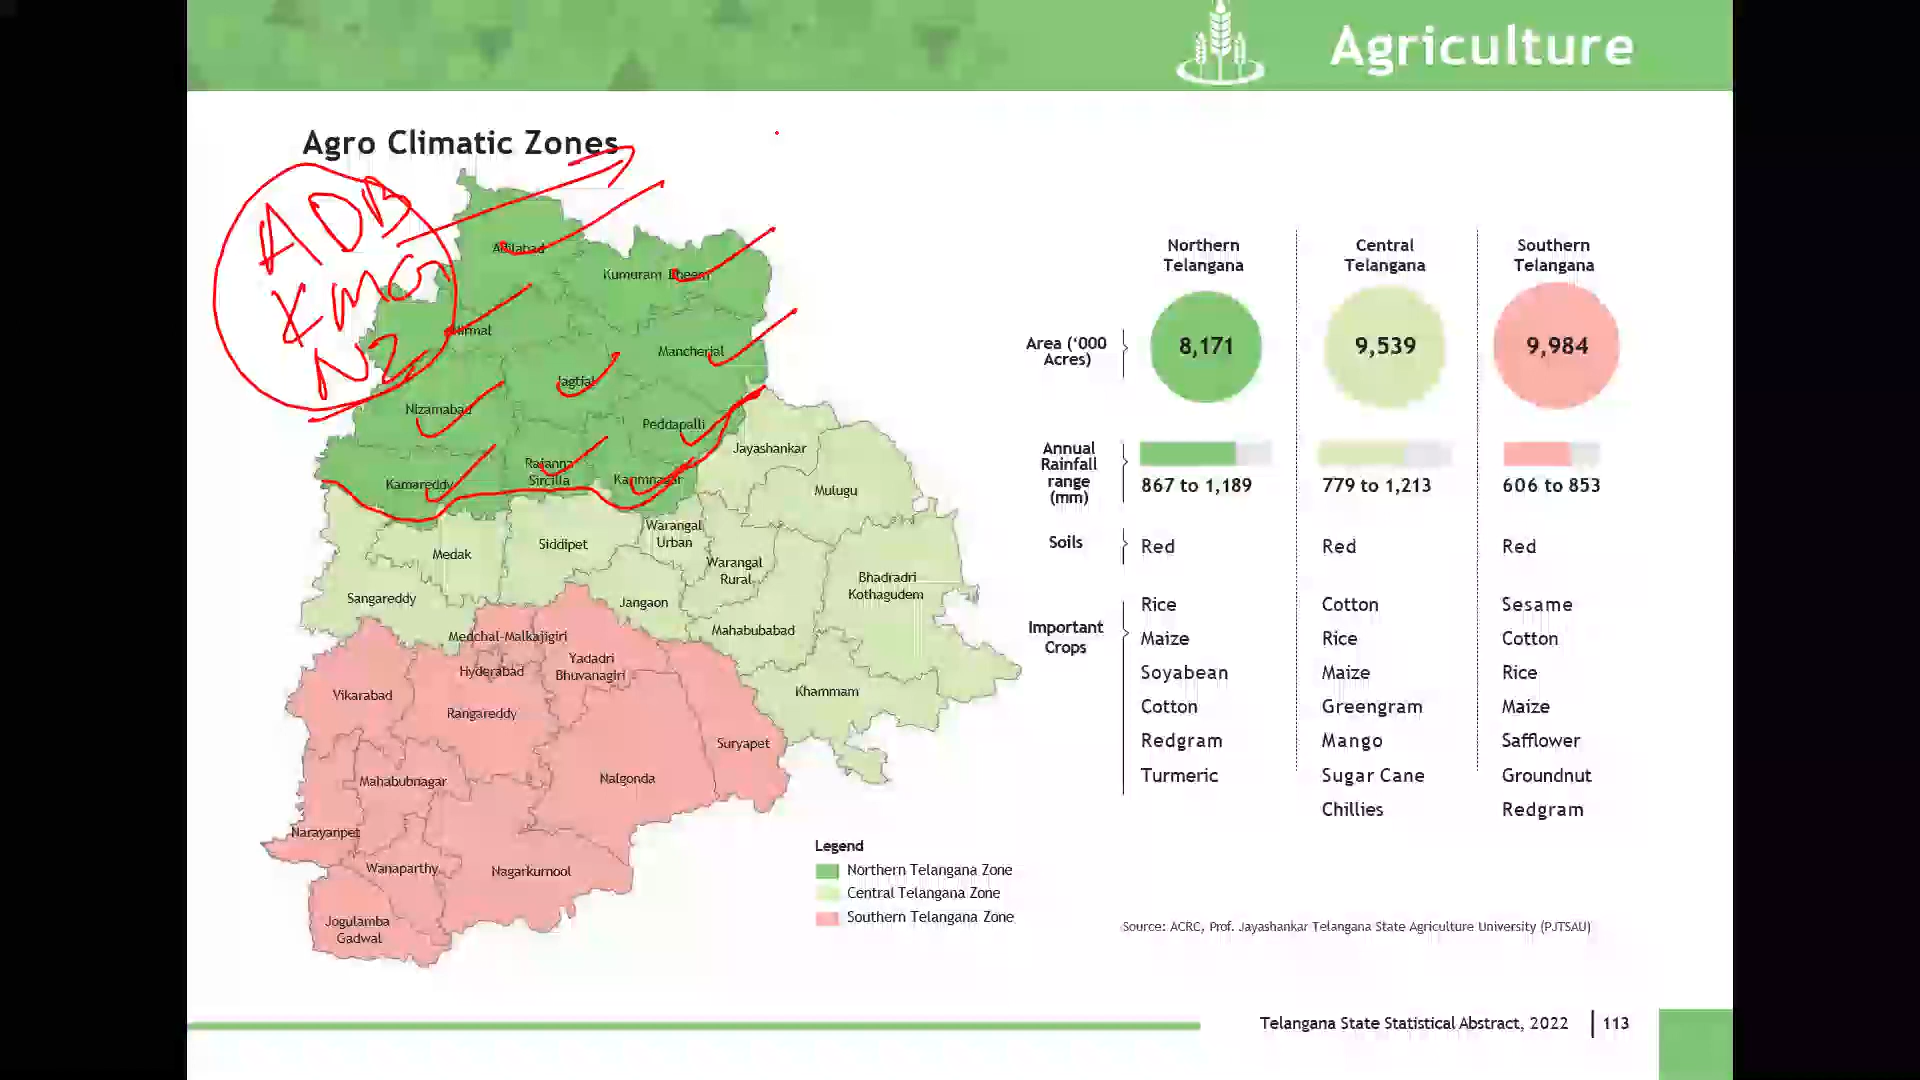 Agriculture
Agro Climatic Zones
ADB
KMG
NZ
Adilabad
Kumuram Bheem
Nirmal
Mancherial
Jagtial
Nizamabad
Peddapalli
Rajanna
Sircilla
Kamareddy
Karimnagar
Jayashankar
Mulugu
Warangal
Urban
Siddipet
Medak
Warangal
Rural
Bhadradri
Kothagudem
Sangareddy
Jangaon
Mahabubabad
Medchal-Malkajigiri
Hyderabad
Yadadri
Bhuvanagiri
Khammam
Vikarabad
Rangareddy
Suryapet
Nalgonda
Mahabubnagar
Narayanpet
Wanaparthy
Nagarkurnool
Jogulamba
Gadwal
Legend
Northern Telangana Zone
Central Telangana Zone
Southern Telangana Zone
Northern Telangana
Central Telangana
Southern Telangana
Area (‘000 Acres)
8,171
9,539
9,984
Annual Rainfall range (mm)
867 to 1,189
779 to 1,213
606 to 853
Soils
Red
Red
Red
Important Crops
Rice
Maize
Soyabean
Cotton
Redgram
Turmeric
Cotton
Rice
Maize
Greengram
Mango
Sugar Cane
Chillies
Sesame
Cotton
Rice
Maize
Safflower
Groundnut
Redgram
Source: ACRC, Prof. Jayashankar Telangana State Agriculture University (PJTSAU)
Telangana State Statistical Abstract, 2022 | 113